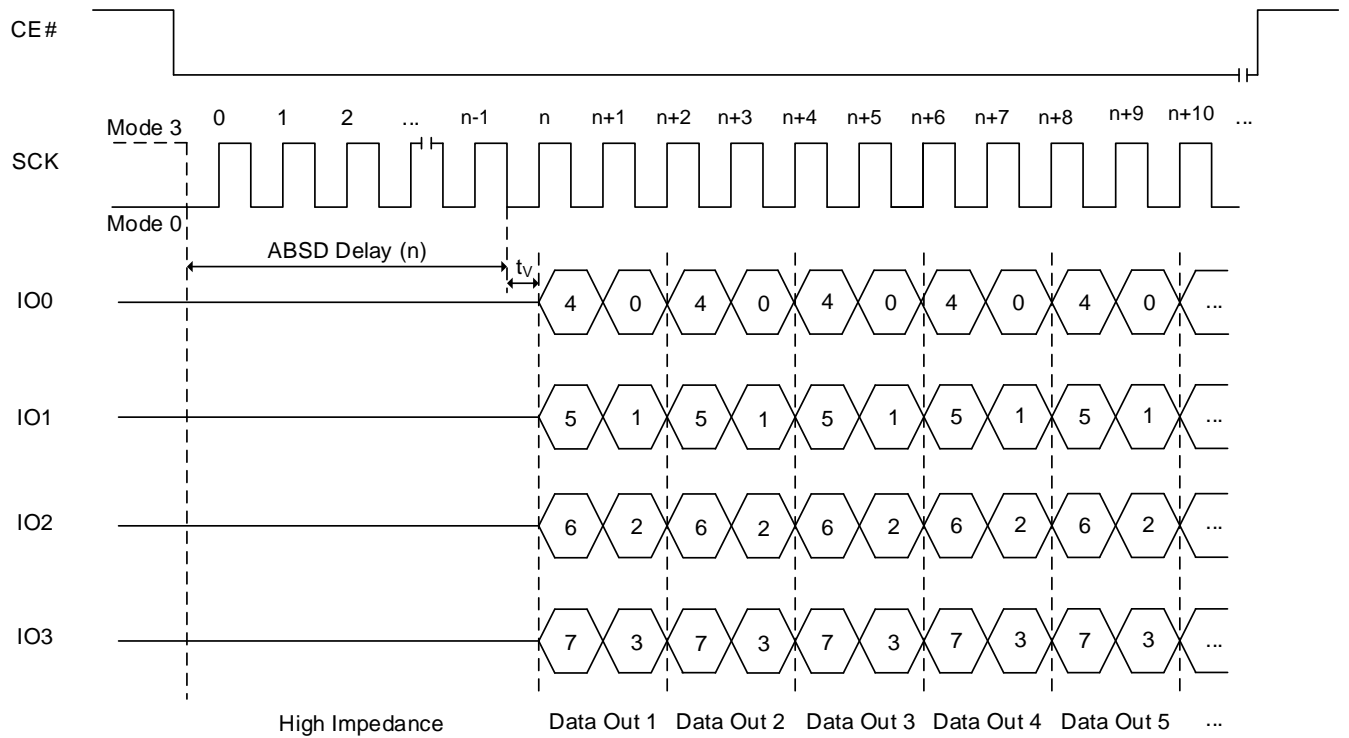 CE#
Mode 3 0 1 2 ... n-1 n n+1 n+2 n+3 n+4 n+5 n+6 n+7 n+8 n+9 n+10 ...
SCK
Mode 0
ABSD Delay (n) tV
IO0 4 0 4 0 4 0 4 0 4 0 ...
IO1 5 1 5 1 5 1 5 1 5 1 ...
IO2 6 2 6 2 6 2 6 2 6 2 ...
IO3 7 3 7 3 7 3 7 3 7 3 ...
High Impedance Data Out 1 Data Out 2 Data Out 3 Data Out 4 Data Out 5 ...